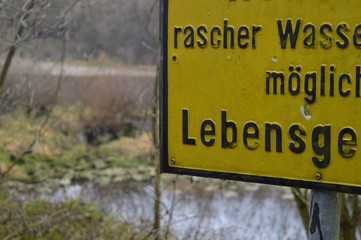 rascher Wasse
möglich
Lebensge